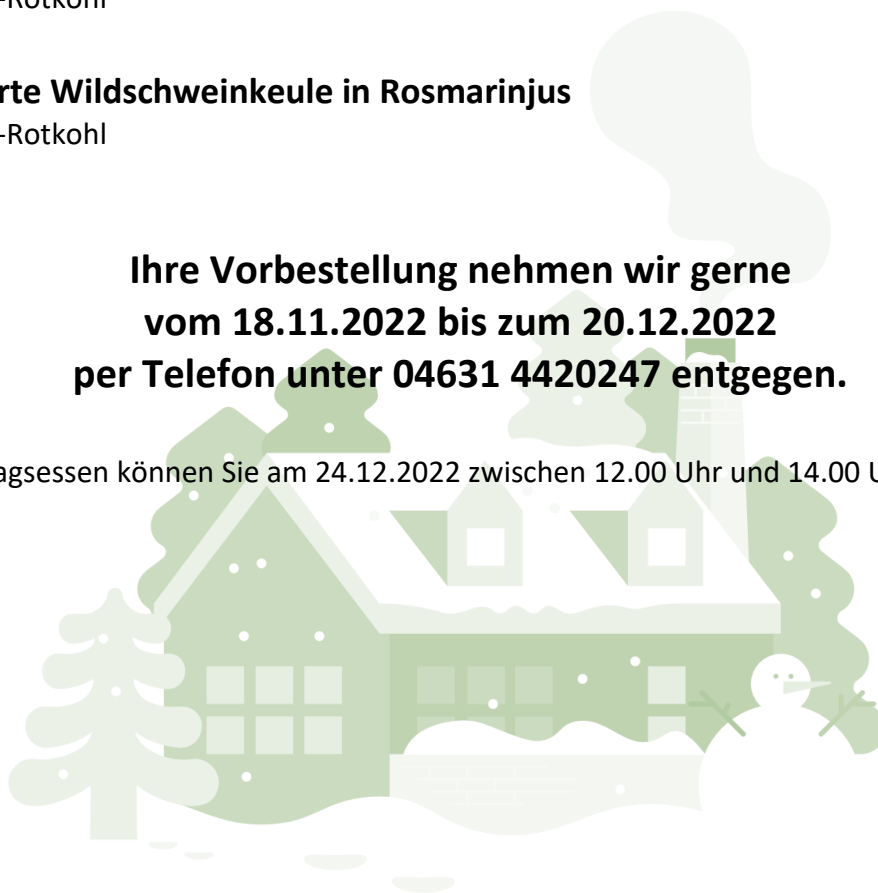 -Rotkohl
rte Wildschweinkeule in Rosmarinjus
-Rotkohl
Ihre Vorbestellung nehmen wir gerne
vom 18.11.2022 bis zum 20.12.2022
per Telefon unter 04631 4420247 entgegen.
agsessen können Sie am 24.12.2022 zwischen 12.00 Uhr und 14.00 U